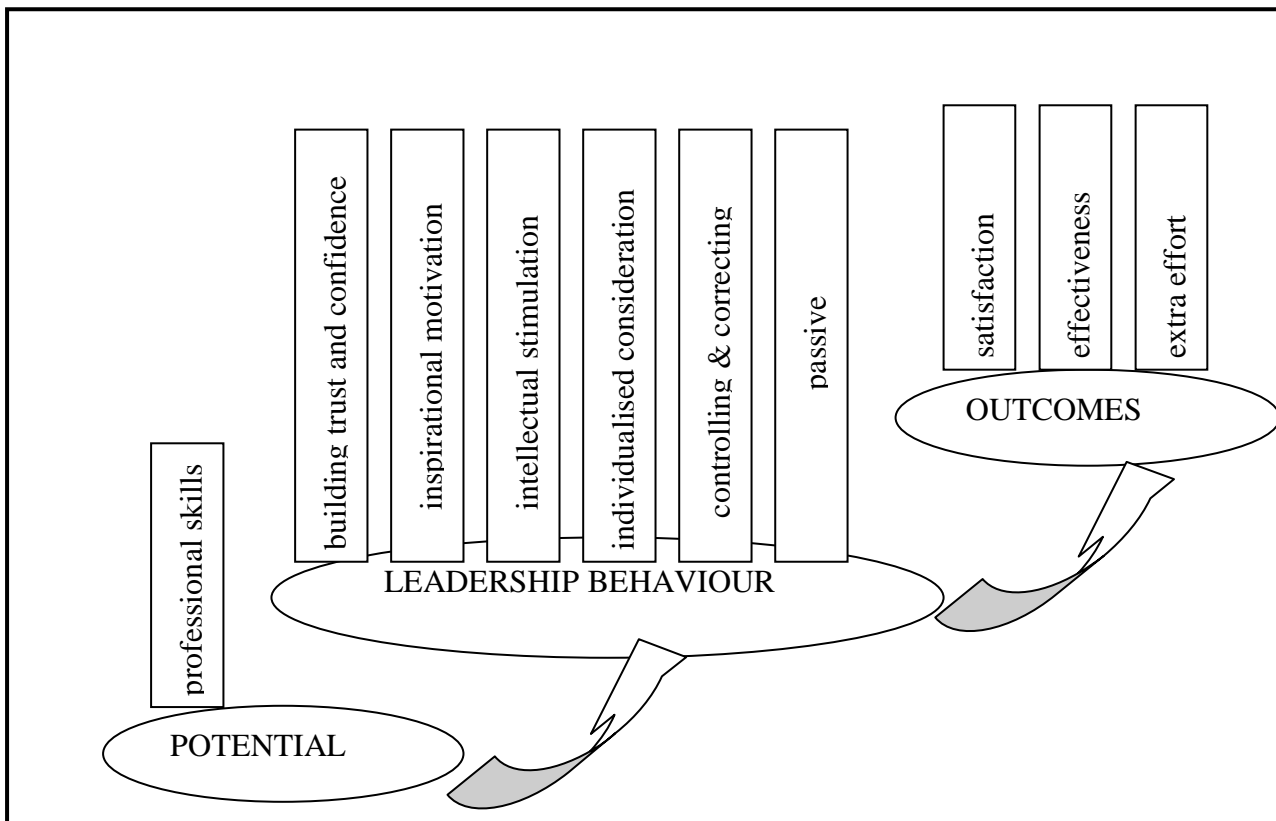 professional skills
POTENTIAL
building trust and confidence
inspirational motivation
intellectual stimulation
individualised consideration
controlling & correcting
passive
LEADERSHIP BEHAVIOUR
satisfaction
effectiveness
extra effort
OUTCOMES